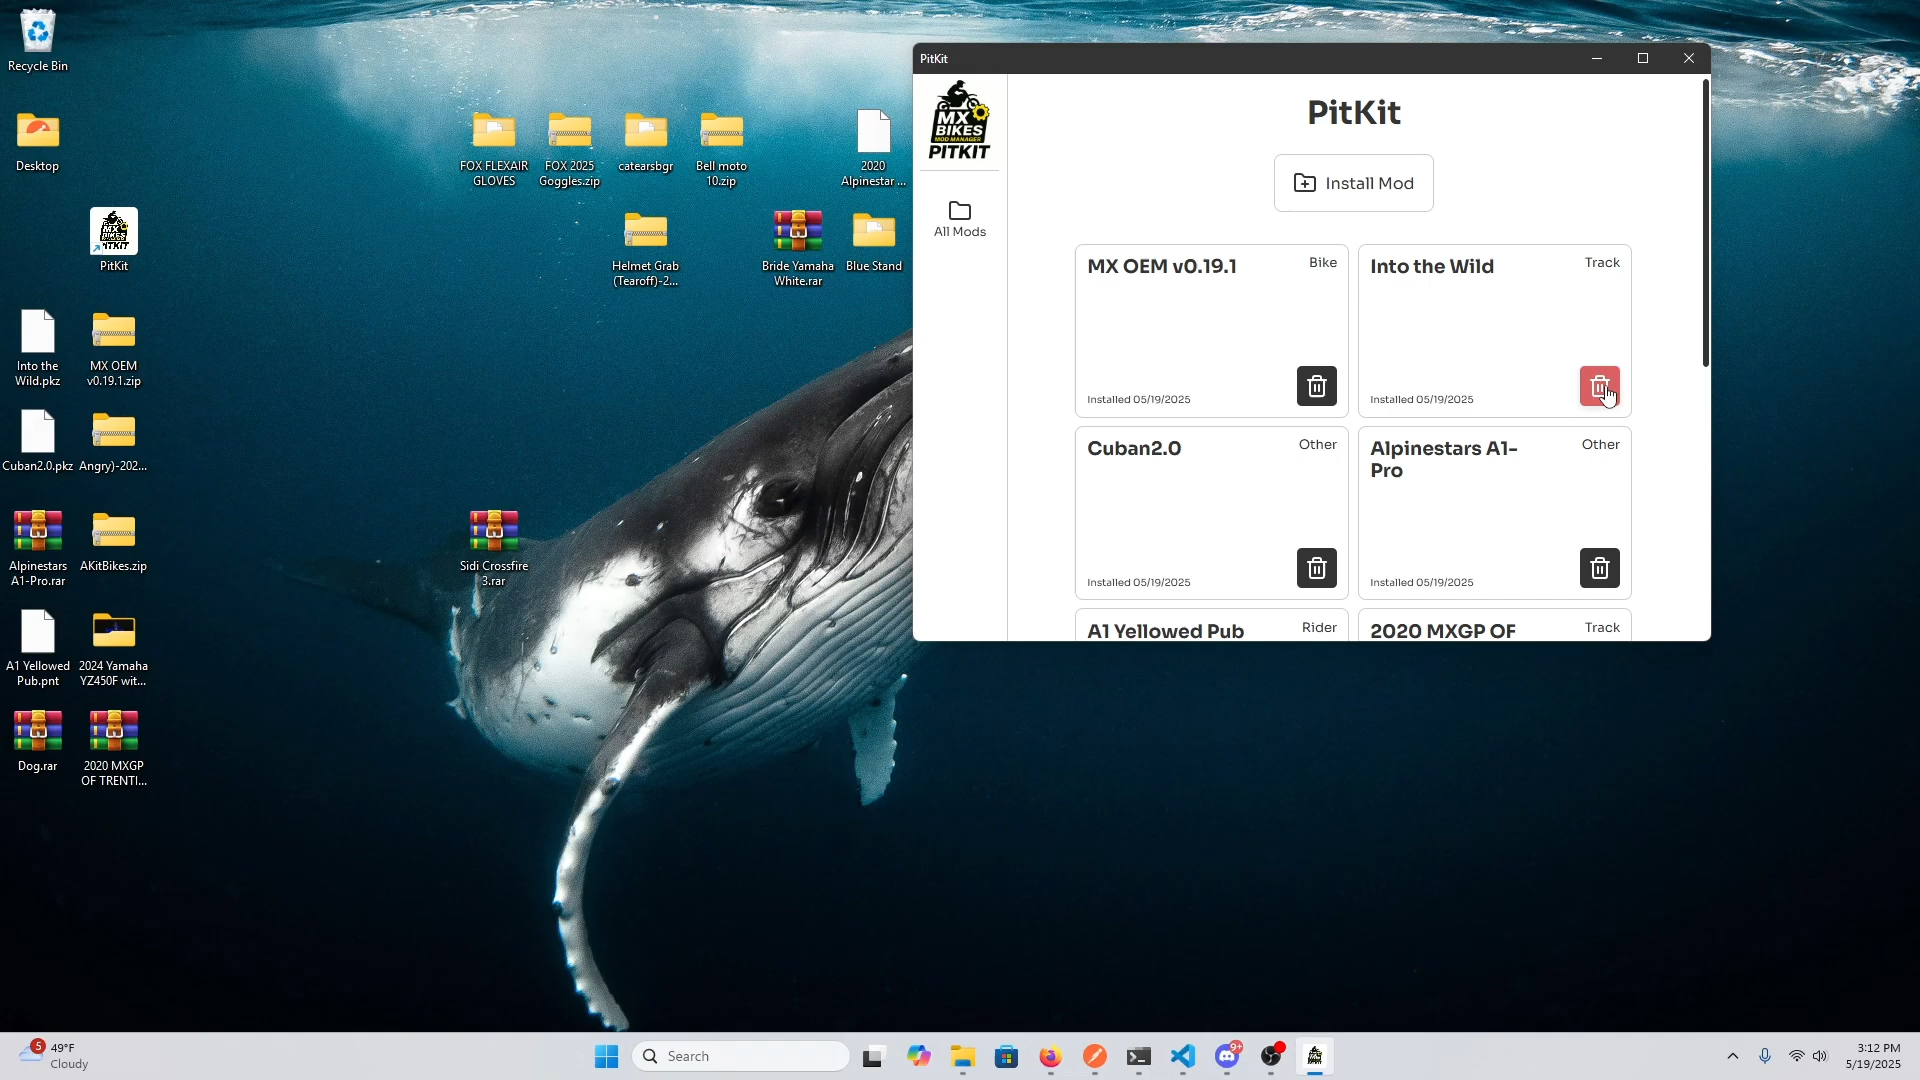 Recycle Bin
Desktop
PitKit
Into the
Wild.pkz
MX OEM
v0.19.1.zip
Cuban2.0.pkz
Angry)-202...
Alpinestars
A1-Pro.rar
AKitBikes.zip
A1 Yellowed
Pub.pnt
2024 Yamaha
YZ450F wit...
Dog.rar
2020 MXGP
OF TRENTI...
FOX FLEXAIR
GLOVES
FOX 2025
Goggles.zip
catearsbgr
Bell moto
10.zip
2020
Alpinestar ...
Helmet Grab
(Tearoff)-2...
Bride Yamaha
White.rar
Blue Stand
Sidi Crossfire
3.rar
PitKit
MX
BIKES
MOD MANAGER
PITKIT
All Mods
PitKit
Install Mod
MX OEM v0.19.1
Bike
Installed 05/19/2025
Into the Wild
Track
Installed 05/19/2025
Cuban2.0
Other
Installed 05/19/2025
Alpinestars A1-
Pro
Other
Installed 05/19/2025
A1 Yellowed Pub
Rider
2020 MXGP OF
Track
5
49°F
Cloudy
Search
9+
3:12 PM
5/19/2025